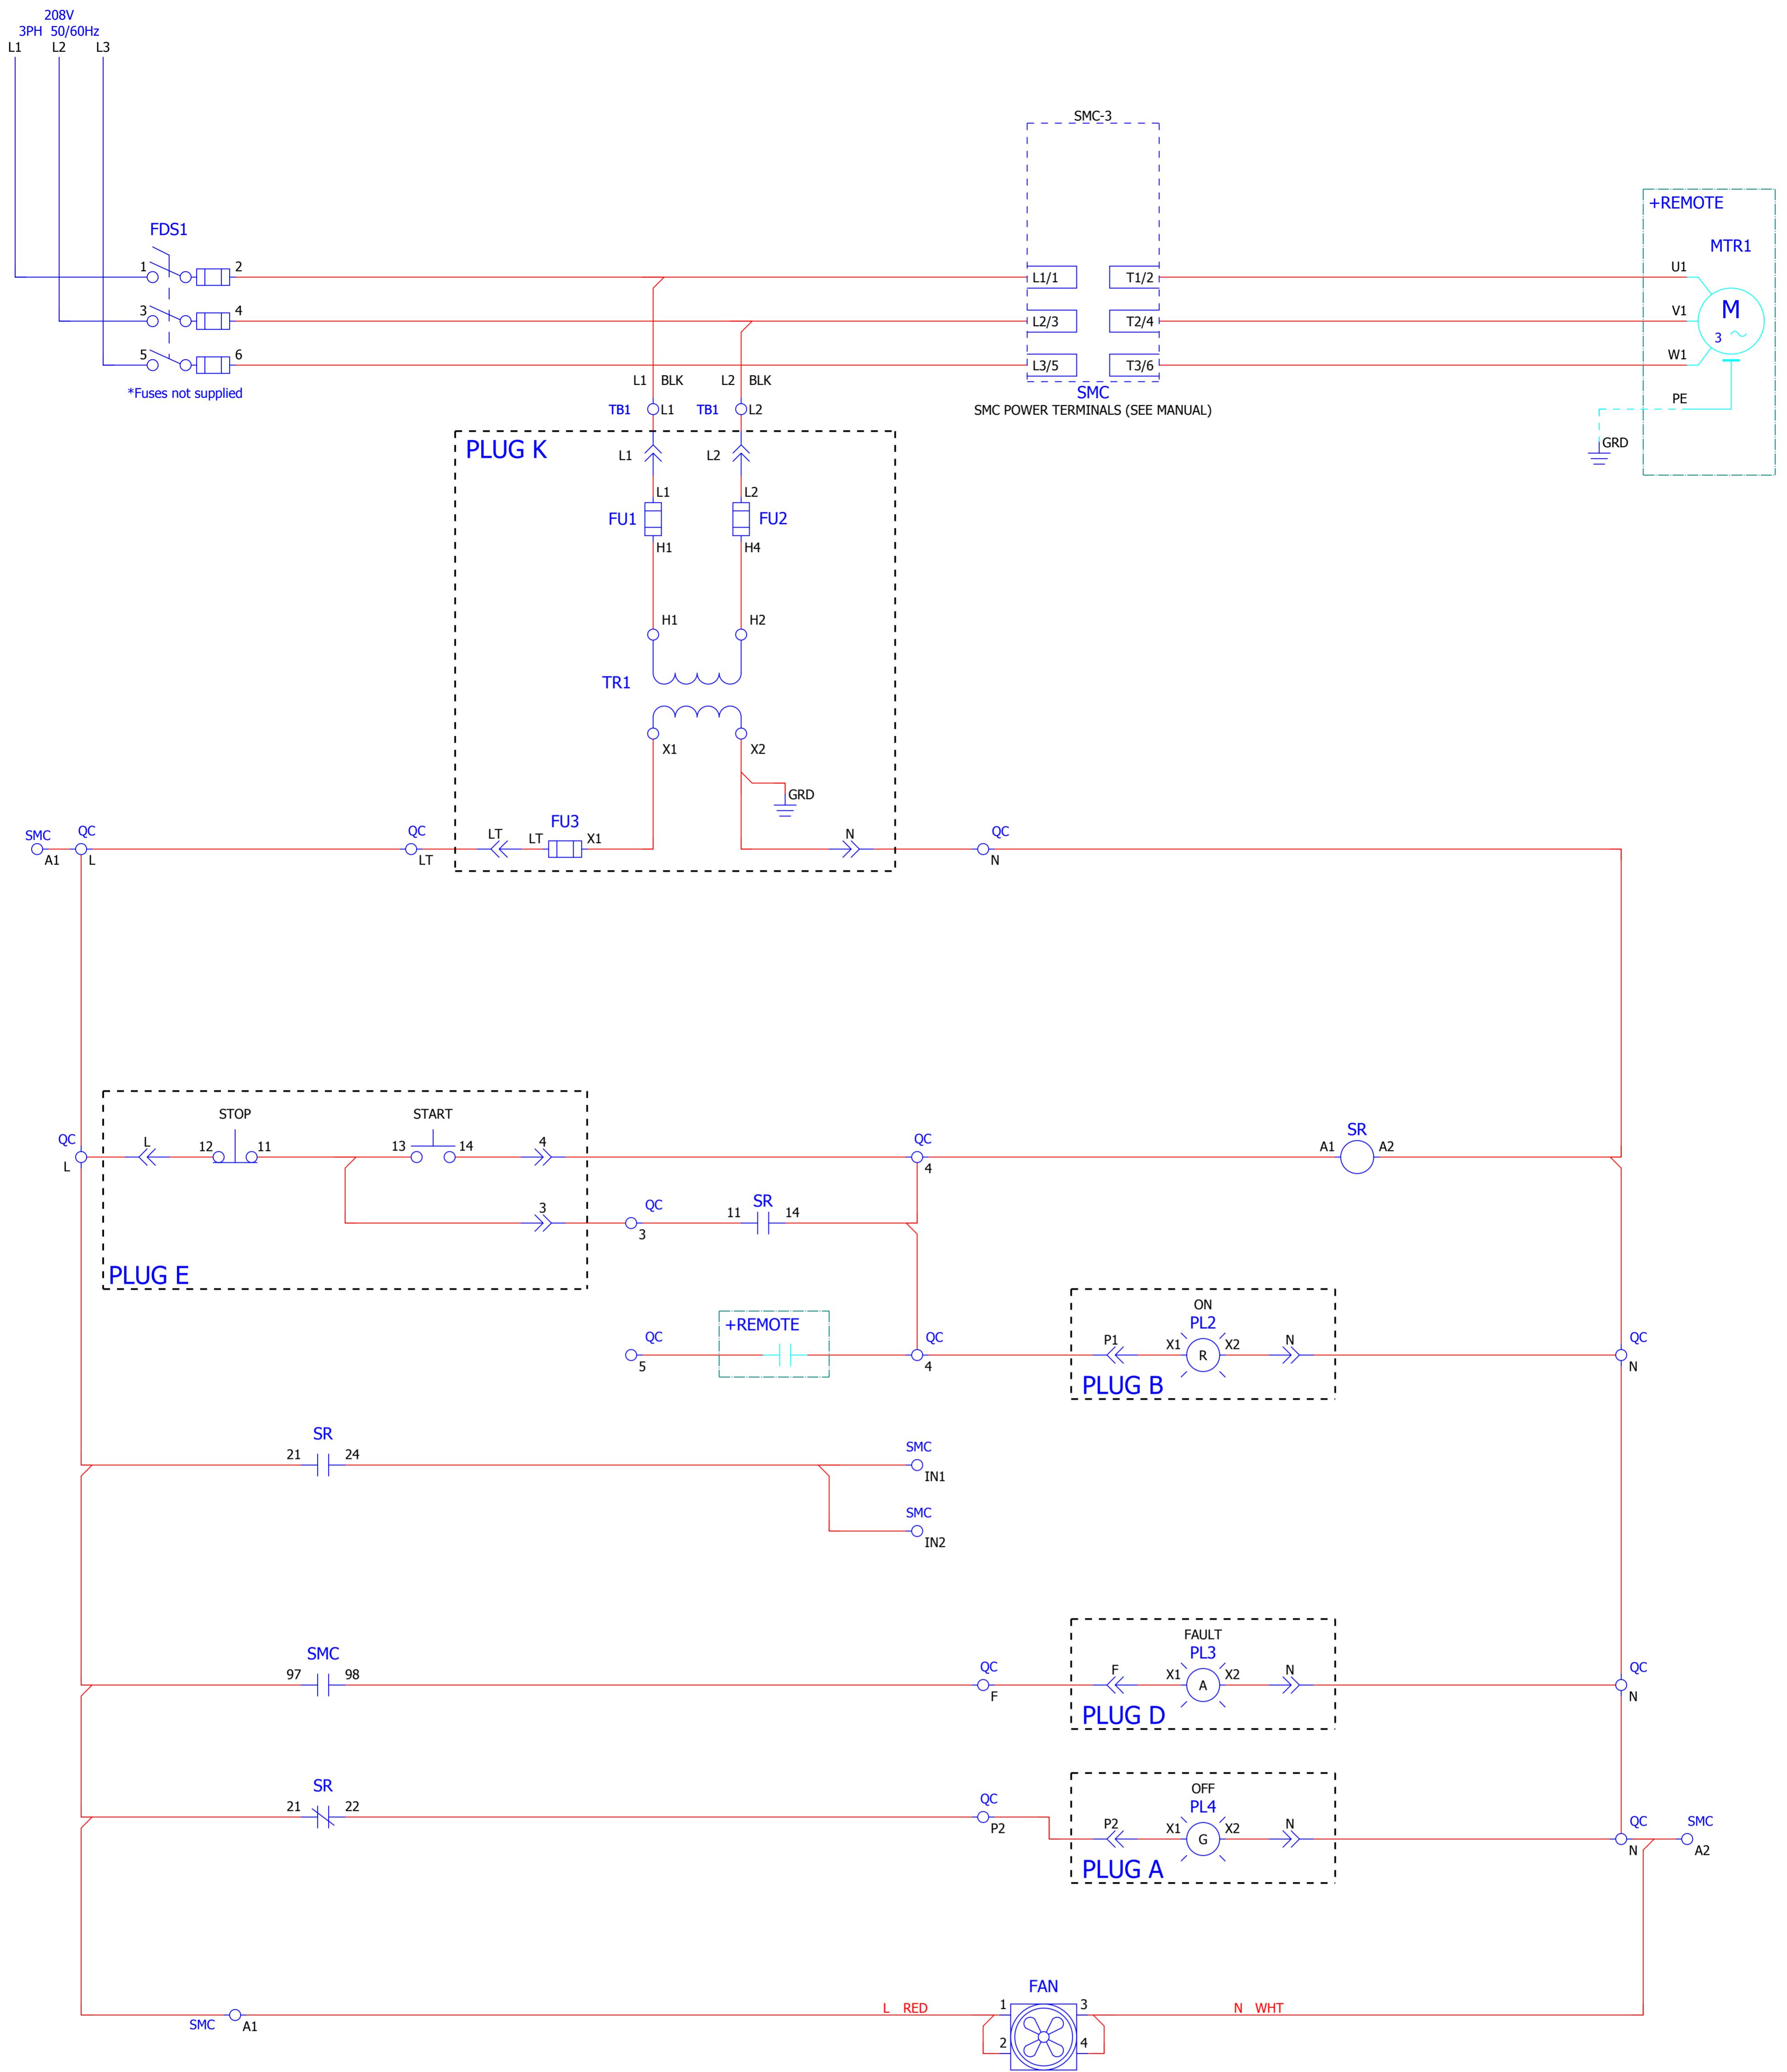 208V
3PH 50/60Hz
L1 L2 L3
SMC-3
+REMOTE
FDS1
MTR1
1 2 L1/1 T1/2 U1
3 4 L2/3 T2/4 V1 M
3
5 6 L3/5 T3/6 W1
*Fuses not supplied
L1 BLK L2 BLK
SMC
PE
TB1 L1 TB1 L2
SMC POWER TERMINALS (SEE MANUAL)
PLUG K
L1 L2
GRD
L1 L2
FU1 FU2
H1 H4
H1 H2
TR1
X1 X2
GRD
SMC QC QC LT LT FU3 X1 N QC
A1 L LT N
STOP START
QC L 12 11 13 14 4 QC A1 SR A2
L 4
3 QC 11 SR 14
3
PLUG E
ON
+REMOTE PL2
QC QC P1 X1 R X2 N QC
5 4 N
PLUG B
SR
21 24 SMC
IN1
SMC
IN2
FAULT
SMC PL3
97 98 QC F X1 A X2 N QC
F N
PLUG D
SR OFF
21 22 QC PL4
P2 P2 X1 G X2 N QC SMC
N A2
PLUG A
FAN
L RED 1 3 N WHT
SMC A1
2 4